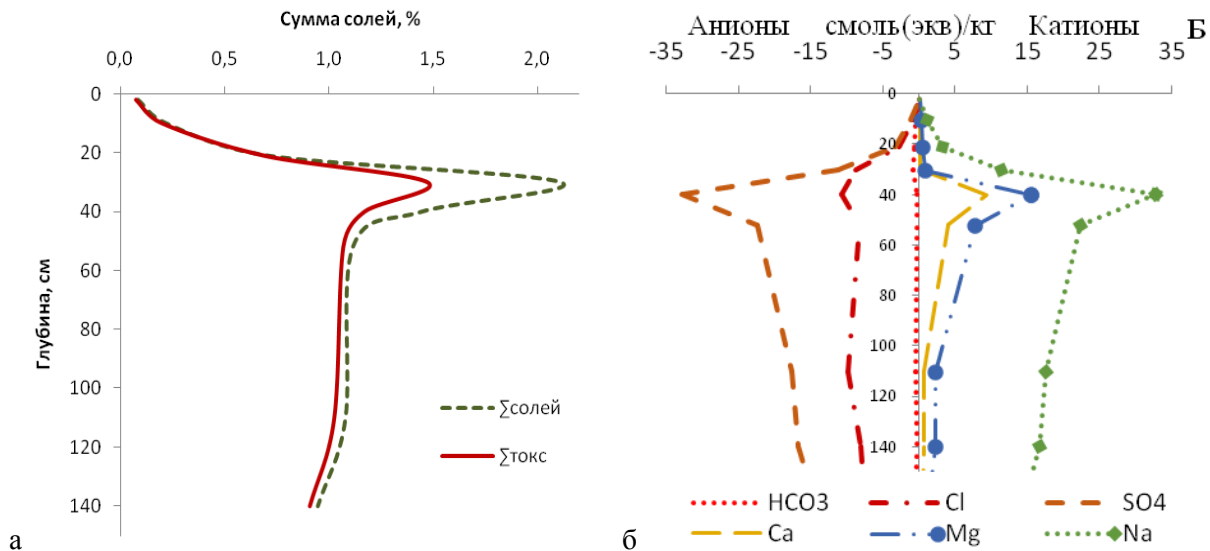 Сумма солей, %
0,0 0,5 1,0 1,5 2,0
0
20
40
60
80
100
120
140
Глубина, см
∑солей
∑токс
а
Анионы смоль(экв)/кг Катионы Б
-35 -25 -15 -5 5 15 25 35
0
20
40
60
80
100
120
140
HCO3 Cl SO4
Ca Mg Na
б